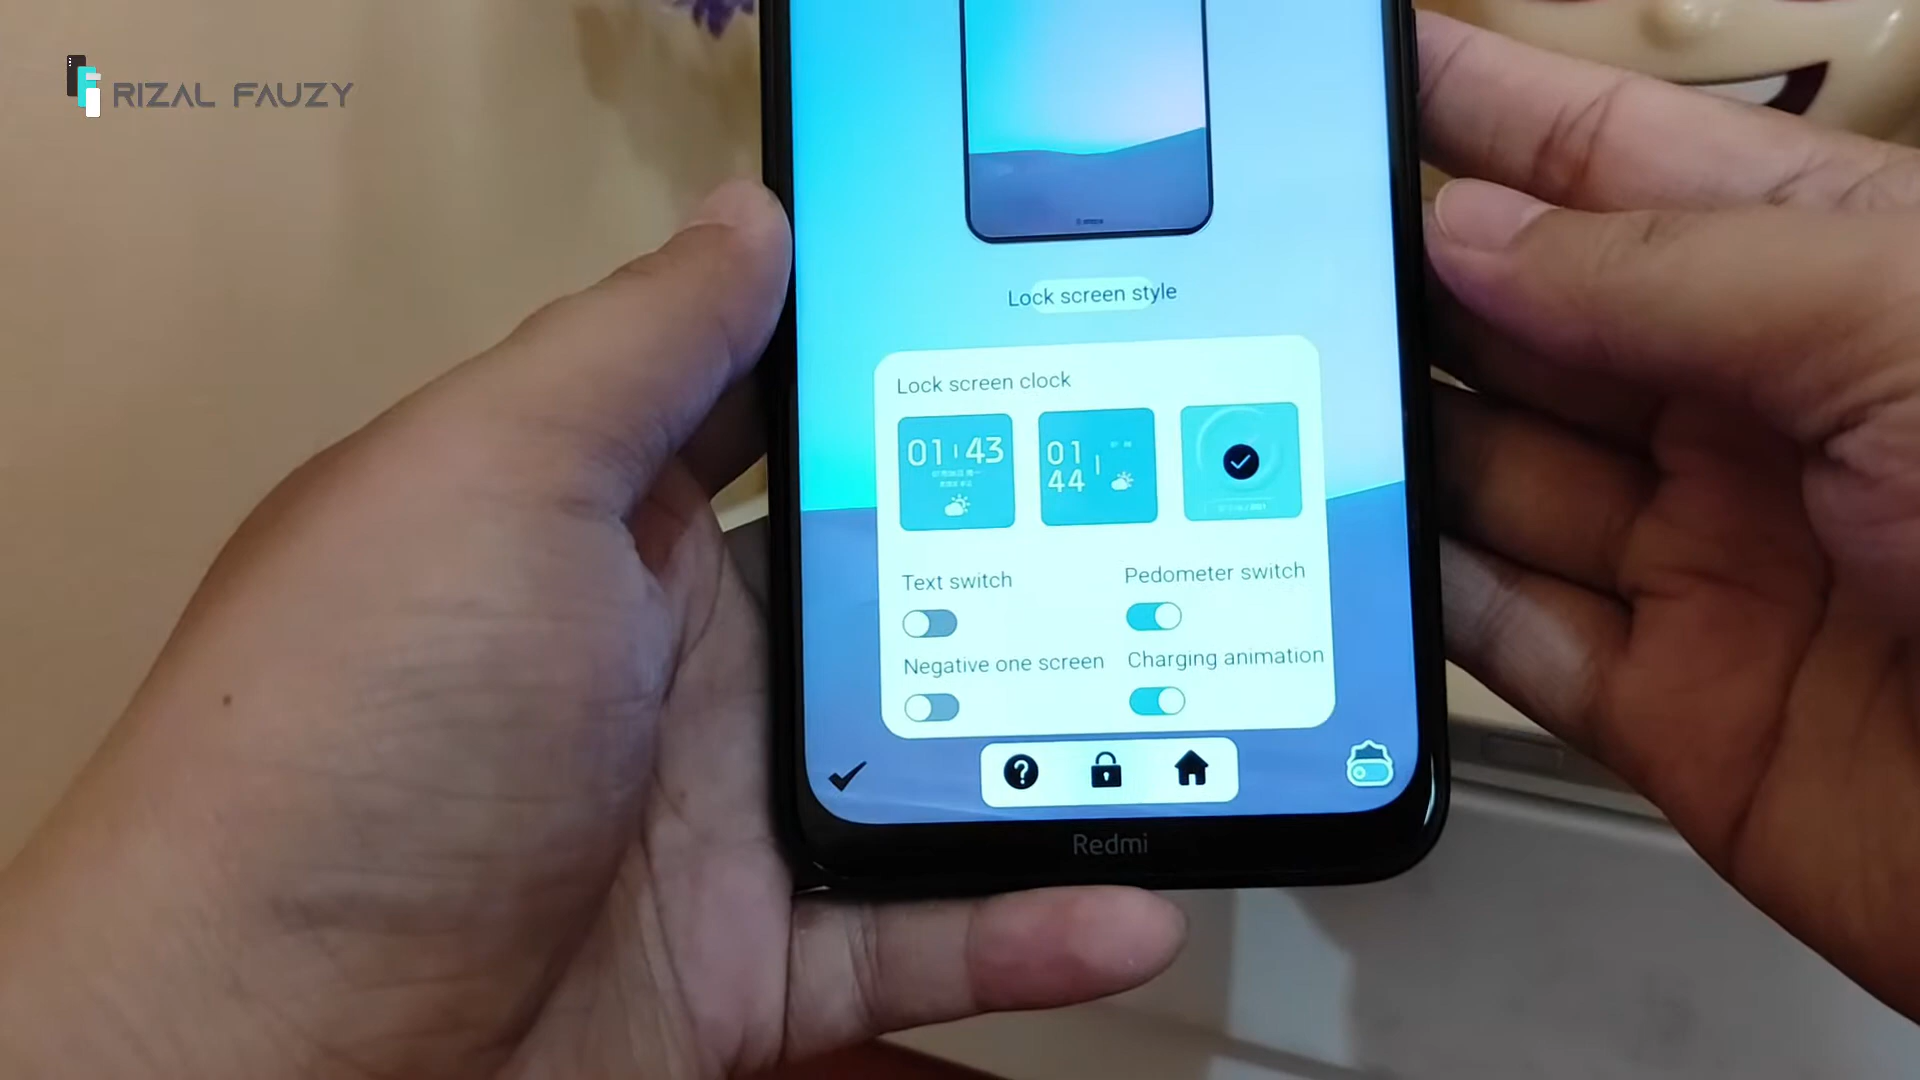 RIZAL FAUZY
Lock screen style
Lock screen clock
01 43
01
44
Text switch
Pedometer switch
Negative one screen
Charging animation
?
Redmi